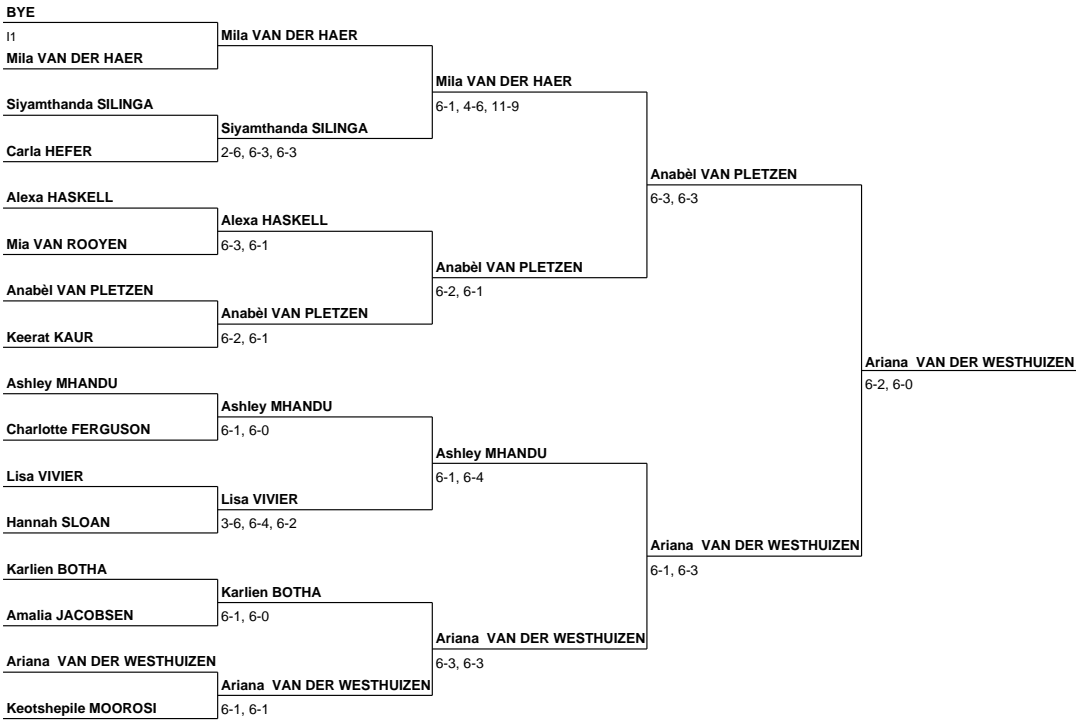 BYE
I1
Mila VAN DER HAER
Siyamthanda SILINGA
Carla HEFER
Alexa HASKELL
Mia VAN ROOYEN
Anabèl VAN PLETZEN
Keerat KAUR
Ashley MHANDU
Charlotte FERGUSON
Lisa VIVIER
Hannah SLOAN
Karlien BOTHA
Amalia JACOBSEN
Ariana VAN DER WESTHUIZEN
Keotshepile MOOROSI
Mila VAN DER HAER
Siyamthanda SILINGA
2-6, 6-3, 6-3
Alexa HASKELL
6-3, 6-1
Anabèl VAN PLETZEN
6-2, 6-1
Ashley MHANDU
6-1, 6-0
Lisa VIVIER
3-6, 6-4, 6-2
Karlien BOTHA
6-1, 6-0
Ariana VAN DER WESTHUIZEN
6-1, 6-1
Mila VAN DER HAER
6-1, 4-6, 11-9
Anabèl VAN PLETZEN
6-2, 6-1
Ashley MHANDU
6-1, 6-4
Ariana VAN DER WESTHUIZEN
6-3, 6-3
Anabèl VAN PLETZEN
6-3, 6-3
Ariana VAN DER WESTHUIZEN
6-1, 6-3
Ariana VAN DER WESTHUIZEN
6-2, 6-0